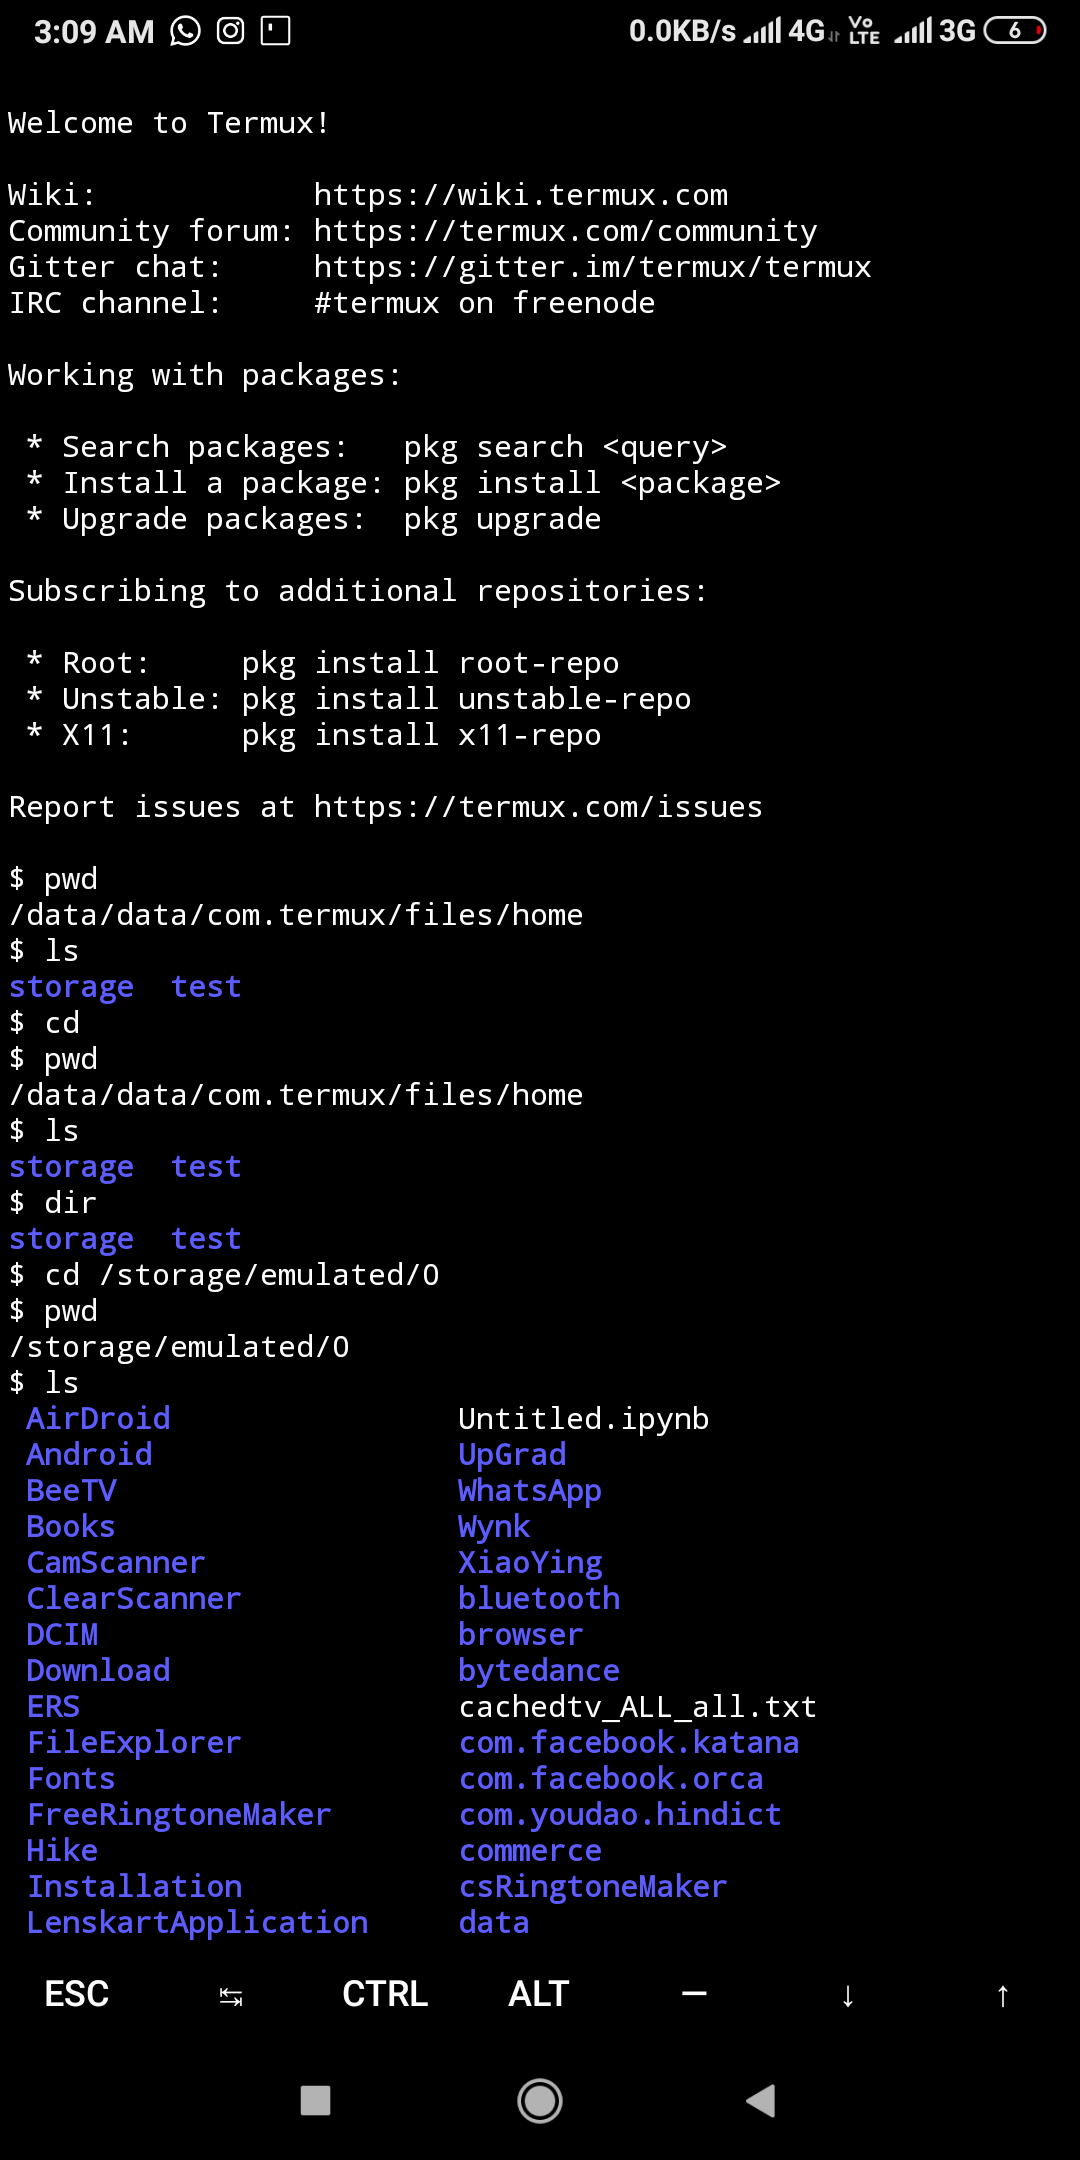 3:09 AM 0.0KB/s 4G Vo LTE 3G 6
Welcome to Termux!
Wiki: https://wiki.termux.com
Community forum: https://termux.com/community
Gitter chat: https://gitter.im/termux/termux
IRC channel: #termux on freenode
Working with packages:
* Search packages: pkg search <query>
* Install a package: pkg install <package>
* Upgrade packages: pkg upgrade
Subscribing to additional repositories:
* Root: pkg install root-repo
* Unstable: pkg install unstable-repo
* X11: pkg install x11-repo
Report issues at https://termux.com/issues
$ pwd
/data/data/com.termux/files/home
$ ls
storage test
$ cd
$ pwd
/data/data/com.termux/files/home
$ ls
storage test
$ dir
storage test
$ cd /storage/emulated/0
$ pwd
/storage/emulated/0
$ ls
AirDroid Untitled.ipynb
Android UpGrad
BeeTV WhatsApp
Books Wynk
CamScanner XiaoYing
ClearScanner bluetooth
DCIM browser
Download bytedance
ERS cachedtv_ALL_all.txt
FileExplorer com.facebook.katana
Fonts com.facebook.orca
FreeRingtoneMaker com.youdao.hindict
Hike commerce
Installation csRingtoneMaker
LenskartApplication data
ESC ↹ CTRL ALT — ↓ ↑